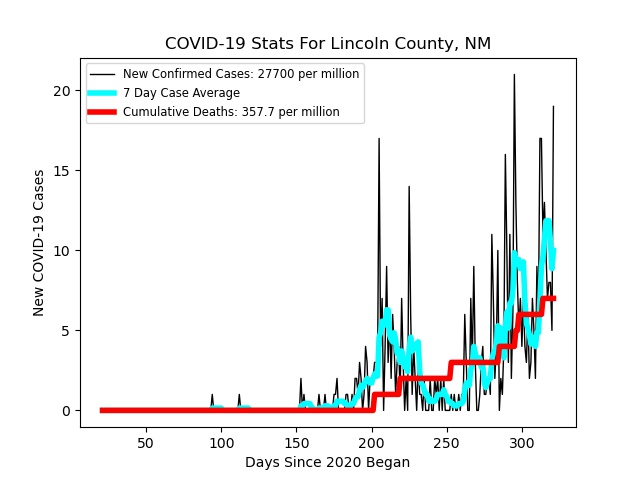 COVID-19 Stats For Lincoln County, NM
New Confirmed Cases: 27700 per million
7 Day Case Average
Cumulative Deaths: 357.7 per million
New COVID-19 Cases
20
15
10
5
0
50 100 150 200 250 300
Days Since 2020 Began